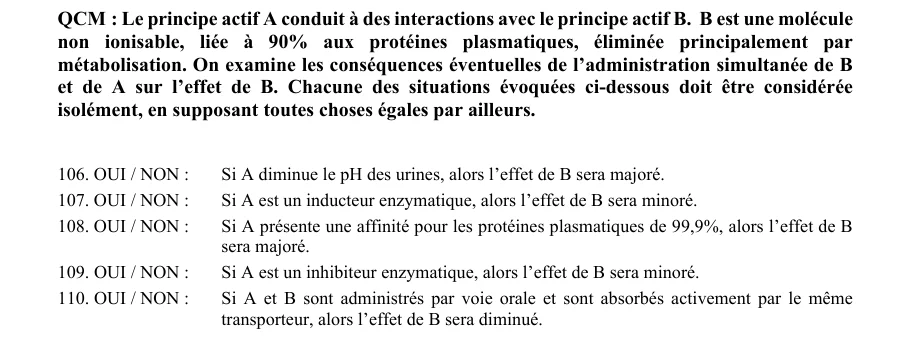 QCM : Le principe actif A conduit à des interactions avec le principe actif B. B est une molécule
non ionisable, liée à 90% aux protéines plasmatiques, éliminée principalement par
métabolisation. On examine les conséquences éventuelles de l’administration simultanée de B
et de A sur l’effet de B. Chacune des situations évoquées ci-dessous doit être considérée
isolément, en supposant toutes choses égales par ailleurs.
106. OUI / NON : Si A diminue le pH des urines, alors l’effet de B sera majoré.
107. OUI / NON : Si A est un inducteur enzymatique, alors l’effet de B sera minoré.
108. OUI / NON : Si A présente une affinité pour les protéines plasmatiques de 99,9%, alors l’effet de B
sera majoré.
109. OUI / NON : Si A est un inhibiteur enzymatique, alors l’effet de B sera minoré.
110. OUI / NON : Si A et B sont administrés par voie orale et sont absorbés activement par le même
transporteur, alors l’effet de B sera diminué.